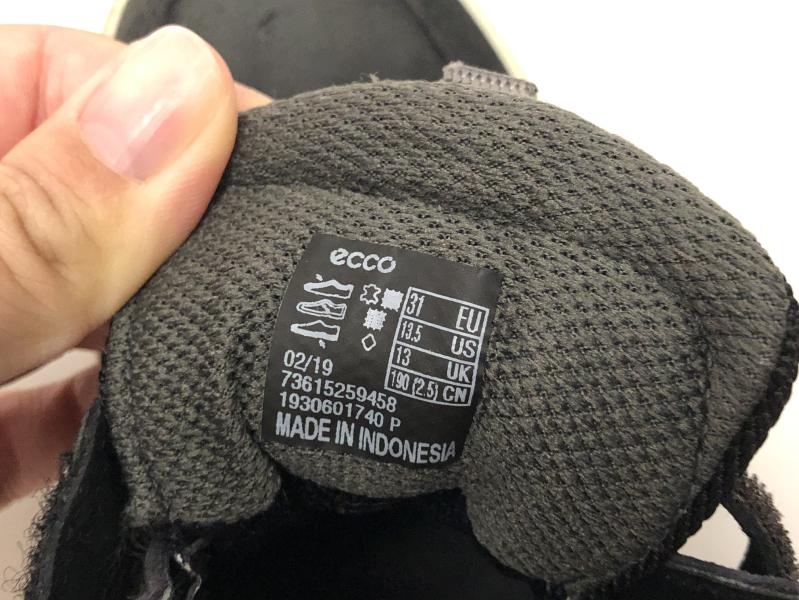 ecco
31 EU
13.5 US
13 UK
190 (2.5) CN
02/19
73615259458
1930601740 P
MADE IN INDONESIA